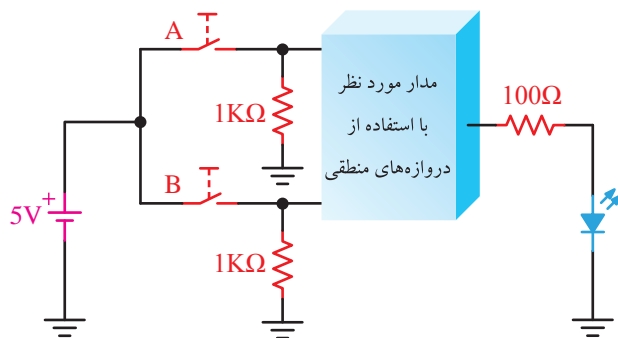 A
1KΩ
مدار مورد نظر
با استفاده از
دروازه‌های منطقی
100Ω
B
5V
+
1KΩ